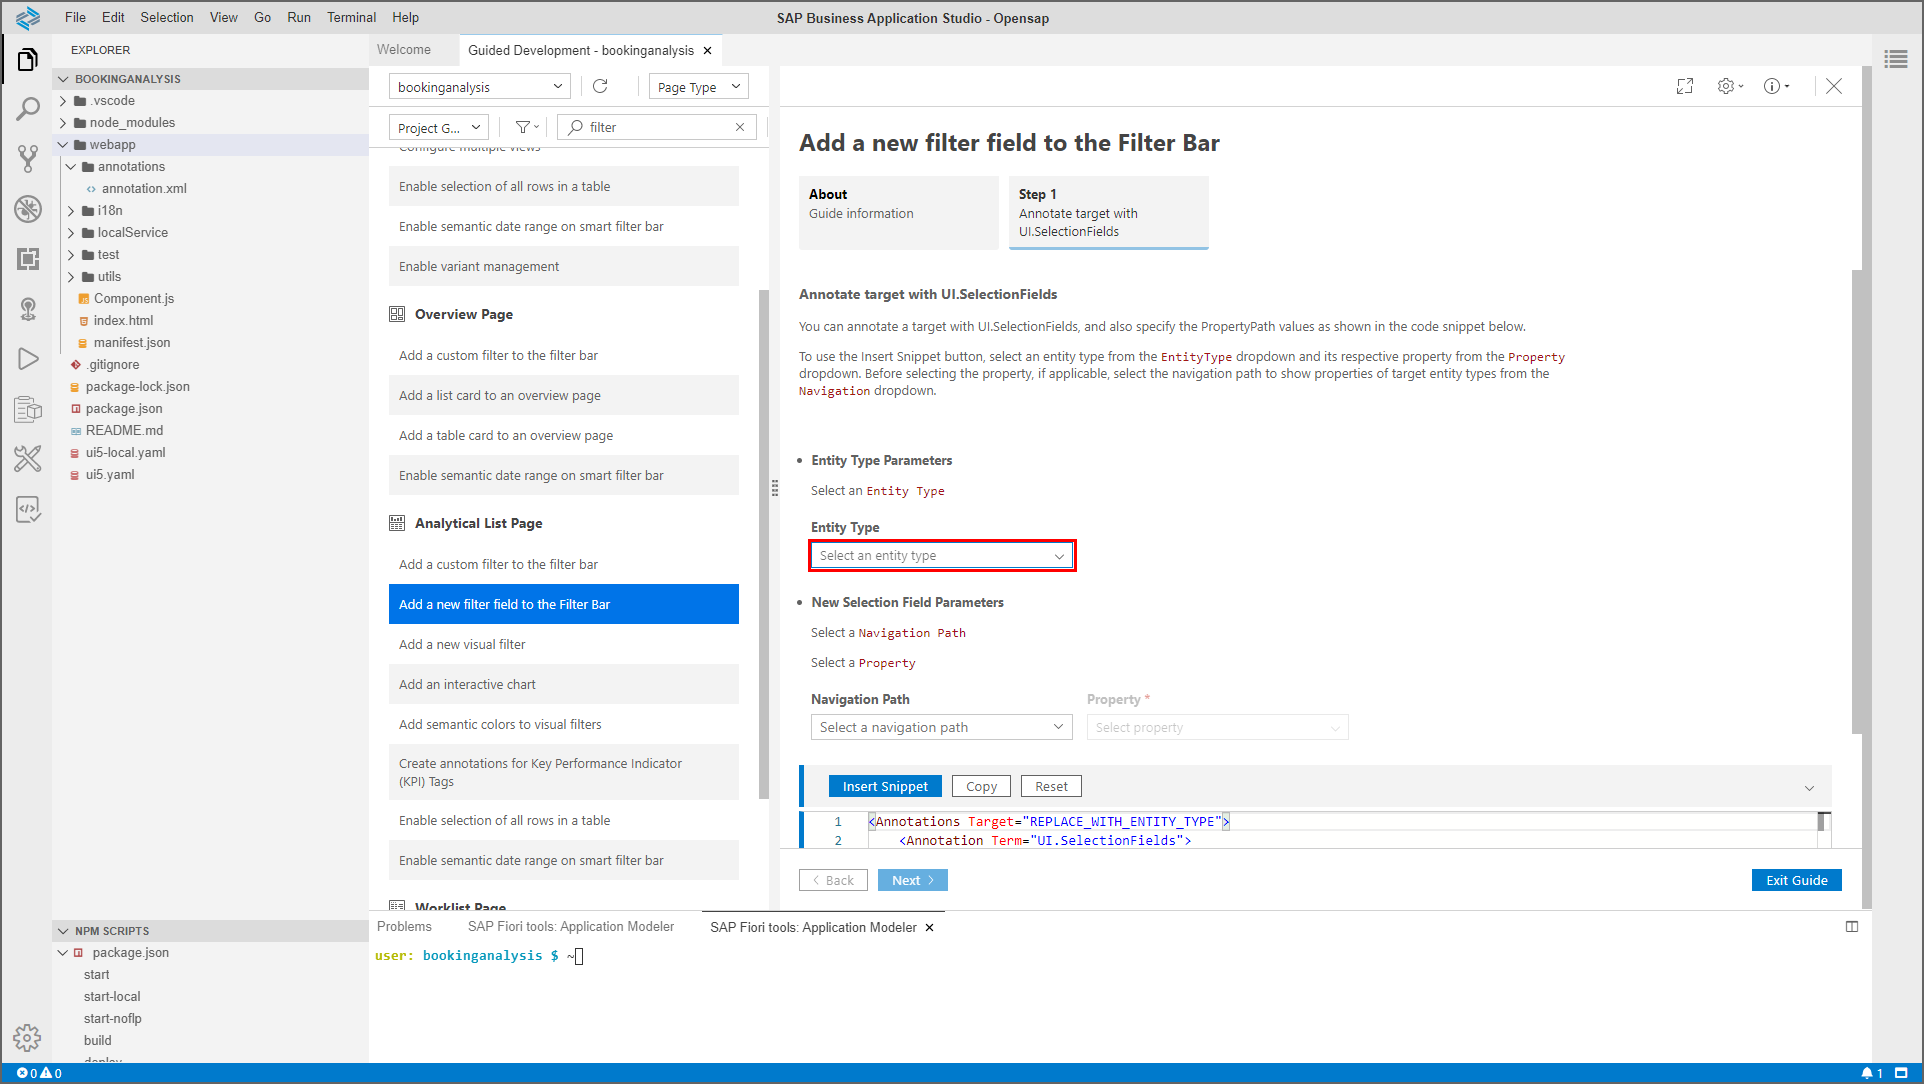 File Edit Selection View Go Run Terminal Help
SAP Business Application Studio - Opensap
EXPLORER
BOOKINGANALYSIS
.vscode
node_modules
webapp
annotations
annotation.xml
i18n
localService
test
utils
Component.js
index.html
manifest.json
.gitignore
package-lock.json
package.json
README.md
ui5-local.yaml
ui5.yaml
NPM SCRIPTS
package.json
start
start-local
start-noflp
build
deploy
Welcome
Guided Development - bookinganalysis
bookinganalysis
Page Type
Project G...
filter
Configure multiple views
Enable selection of all rows in a table
Enable semantic date range on smart filter bar
Enable variant management
Overview Page
Add a custom filter to the filter bar
Add a list card to an overview page
Add a table card to an overview page
Enable semantic date range on smart filter bar
Analytical List Page
Add a custom filter to the filter bar
Add a new filter field to the Filter Bar
Add a new visual filter
Add an interactive chart
Add semantic colors to visual filters
Create annotations for Key Performance Indicator
(KPI) Tags
Enable selection of all rows in a table
Enable semantic date range on smart filter bar
Worklist Page
Add a new filter field to the Filter Bar
About
Guide information
Step 1
Annotate target with
UI.SelectionFields
Annotate target with UI.SelectionFields
You can annotate a target with UI.SelectionFields, and also specify the PropertyPath values as shown in the code snippet below.
To use the Insert Snippet button, select an entity type from the EntityType dropdown and its respective property from the Property
dropdown. Before selecting the property, if applicable, select the navigation path to show properties of target entity types from the
Navigation dropdown.
Entity Type Parameters
Select an Entity Type
Entity Type
Select an entity type
New Selection Field Parameters
Select a Navigation Path
Select a Property
Navigation Path
Property *
Select a navigation path
Select property
Insert Snippet
Copy
Reset
1 <Annotations Target="REPLACE_WITH_ENTITY_TYPE">
2 <Annotation Term="UI.SelectionFields">
Back
Next
Exit Guide
Problems
SAP Fiori tools: Application Modeler
SAP Fiori tools: Application Modeler
user: bookinganalysis $ ~
0 0
1